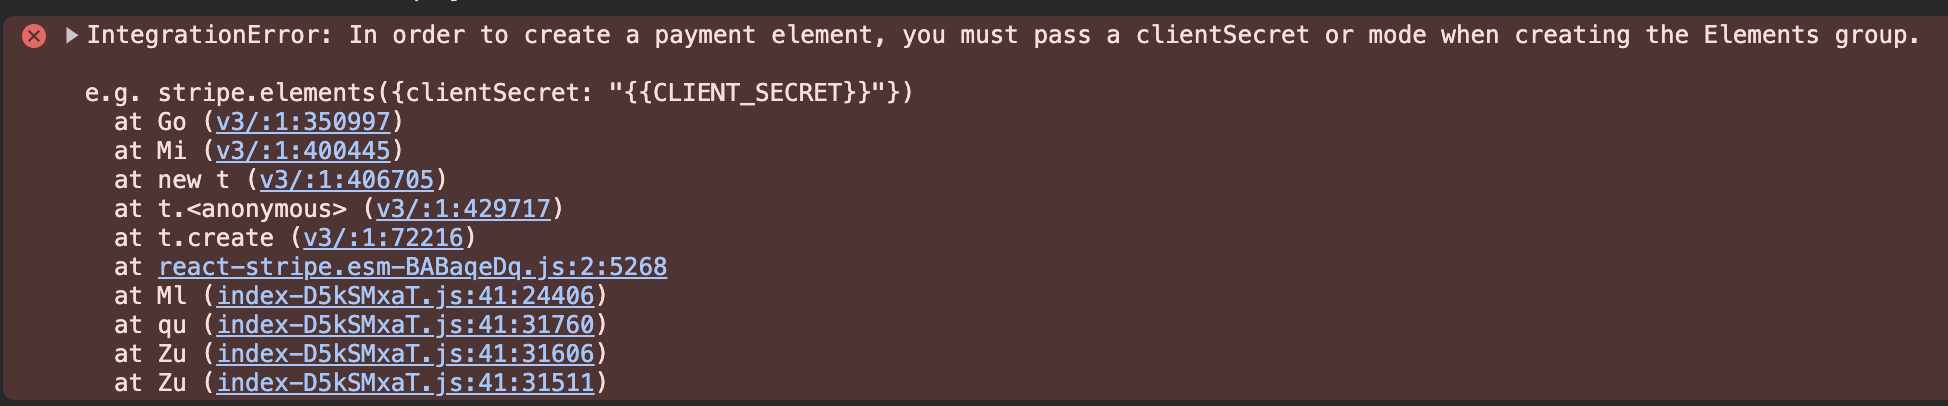 IntegrationError: In order to create a payment element, you must pass a clientSecret or mode when creating the Elements group.
e.g. stripe.elements({clientSecret: "{{CLIENT_SECRET}}"})
at Go (v3/:1:350997)
at Mi (v3/:1:400445)
at new t (v3/:1:406705)
at t.<anonymous> (v3/:1:429717)
at t.create (v3/:1:72216)
at react-stripe.esm-BABaqeDq.js:2:5268
at Ml (index-D5kSMxaT.js:41:24406)
at qu (index-D5kSMxaT.js:41:31760)
at Zu (index-D5kSMxaT.js:41:31606)
at Zu (index-D5kSMxaT.js:41:31511)